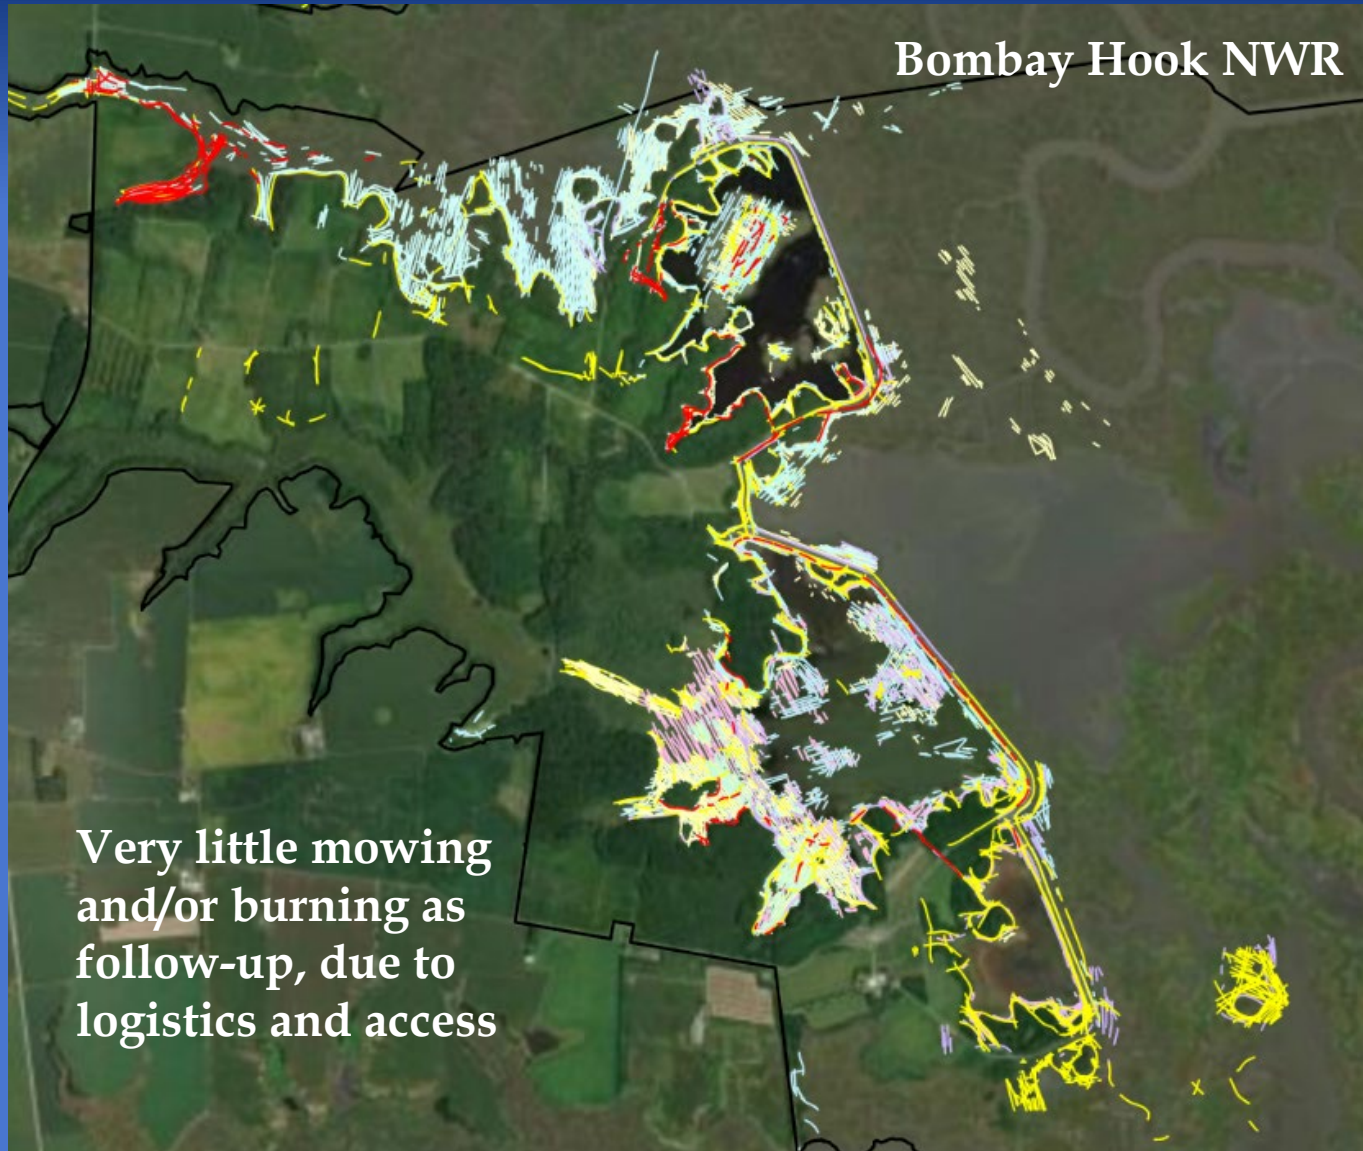 Bombay Hook NWR
Very little mowing
and/or burning as
follow-up, due to
logistics and access